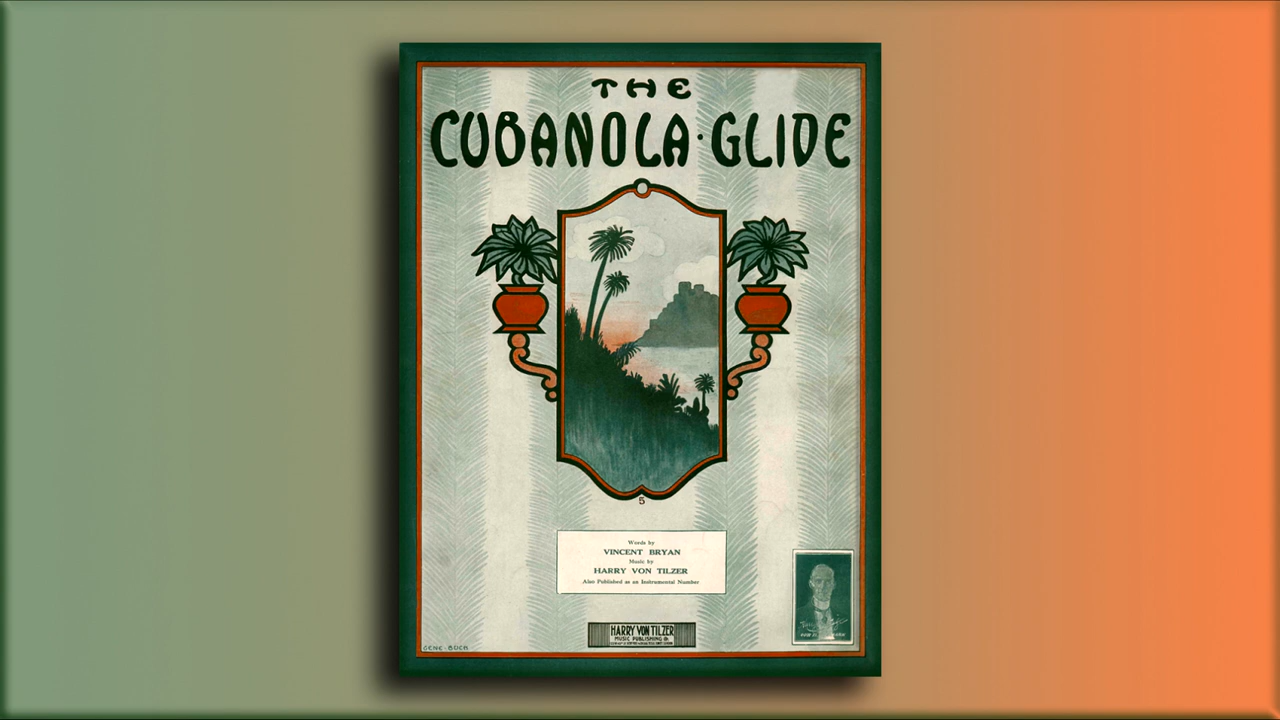 THE
CUBANOLA · GLIDE
5
Words by
VINCENT BRYAN
Music by
HARRY VON TILZER
Also Published as an Instrumental Number
HARRY VON TILZER
MUSIC PUBLISHING Co.
GENE-BUCK